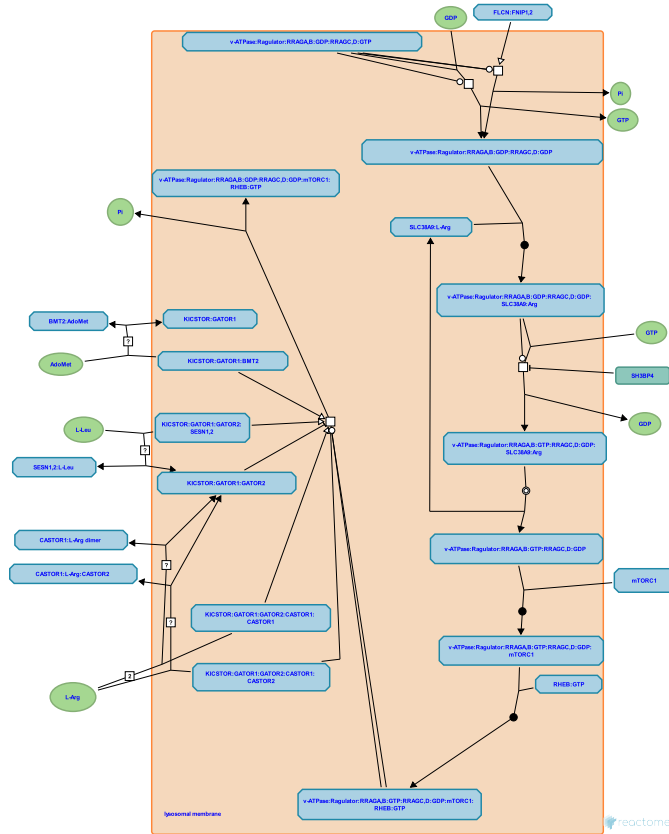 GDP
FLCN:FNIP1,2
v-ATPase:Ragulator:RRAGA,B:GDP:RRAGC,D:GTP
Pi
GTP
v-ATPase:Ragulator:RRAGA,B:GDP:RRAGC,D:GDP
v-ATPase:Ragulator:RRAGA,B:GDP:RRAGC,D:GDP:mTORC1:
RHEB:GTP
Pi
SLC38A9:L-Arg
v-ATPase:Ragulator:RRAGA,B:GDP:RRAGC,D:GDP:
SLC38A9:Arg
BMT2:AdoMet
KICSTOR:GATOR1
?
GTP
AdoMet
KICSTOR:GATOR1:BMT2
SH3BP4
L-Leu
KICSTOR:GATOR1:GATOR2:
SESN1,2
GDP
?
v-ATPase:Ragulator:RRAGA,B:GTP:RRAGC,D:GDP:
SLC38A9:Arg
SESN1,2:L-Leu
KICSTOR:GATOR1:GATOR2
CASTOR1:L-Arg dimer
v-ATPase:Ragulator:RRAGA,B:GTP:RRAGC,D:GDP
?
CASTOR1:L-Arg:CASTOR2
mTORC1
KICSTOR:GATOR1:GATOR2:CASTOR1:
CASTOR1
?
v-ATPase:Ragulator:RRAGA,B:GTP:RRAGC,D:GDP:
mTORC1
KICSTOR:GATOR1:GATOR2:CASTOR1:
CASTOR2
2
L-Arg
RHEB:GTP
v-ATPase:Ragulator:RRAGA,B:GTP:RRAGC,D:GDP:mTORC1:
RHEB:GTP
lysosomal membrane
reactome